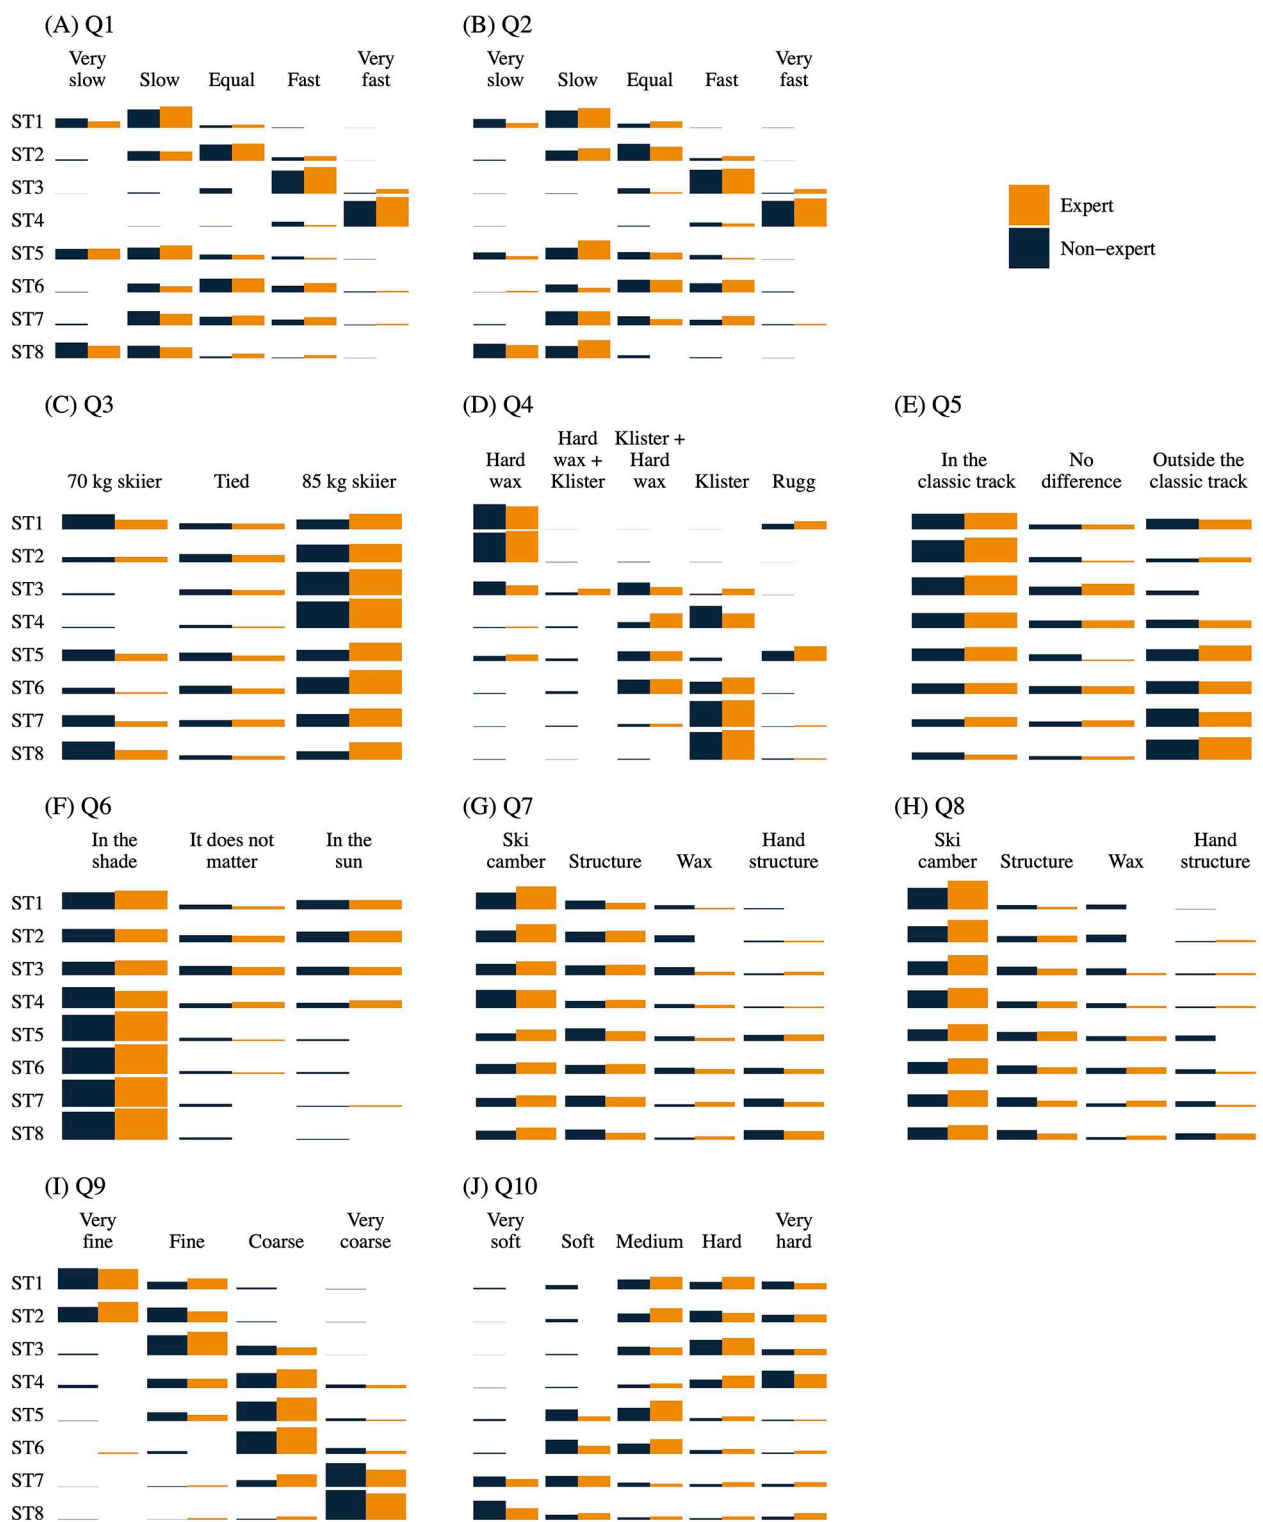 (A) Q1
(B) Q2
Very slow
Slow
Equal
Fast
Very fast
Very slow
Slow
Equal
Fast
Very fast
ST1
ST2
ST3
ST4
ST5
ST6
ST7
ST8
Expert
Non-expert
(C) Q3
(D) Q4
(E) Q5
70 kg skiier
Tied
85 kg skiier
Hard wax
Hard wax + Klister
Klister + Hard wax
Klister
Rugg
In the classic track
No difference
Outside the classic track
ST1
ST2
ST3
ST4
ST5
ST6
ST7
ST8
(F) Q6
(G) Q7
(H) Q8
In the shade
It does not matter
In the sun
Ski camber
Structure
Wax
Hand structure
Ski camber
Structure
Wax
Hand structure
ST1
ST2
ST3
ST4
ST5
ST6
ST7
ST8
(I) Q9
(J) Q10
Very fine
Fine
Coarse
Very coarse
Very soft
Soft
Medium
Hard
Very hard
ST1
ST2
ST3
ST4
ST5
ST6
ST7
ST8